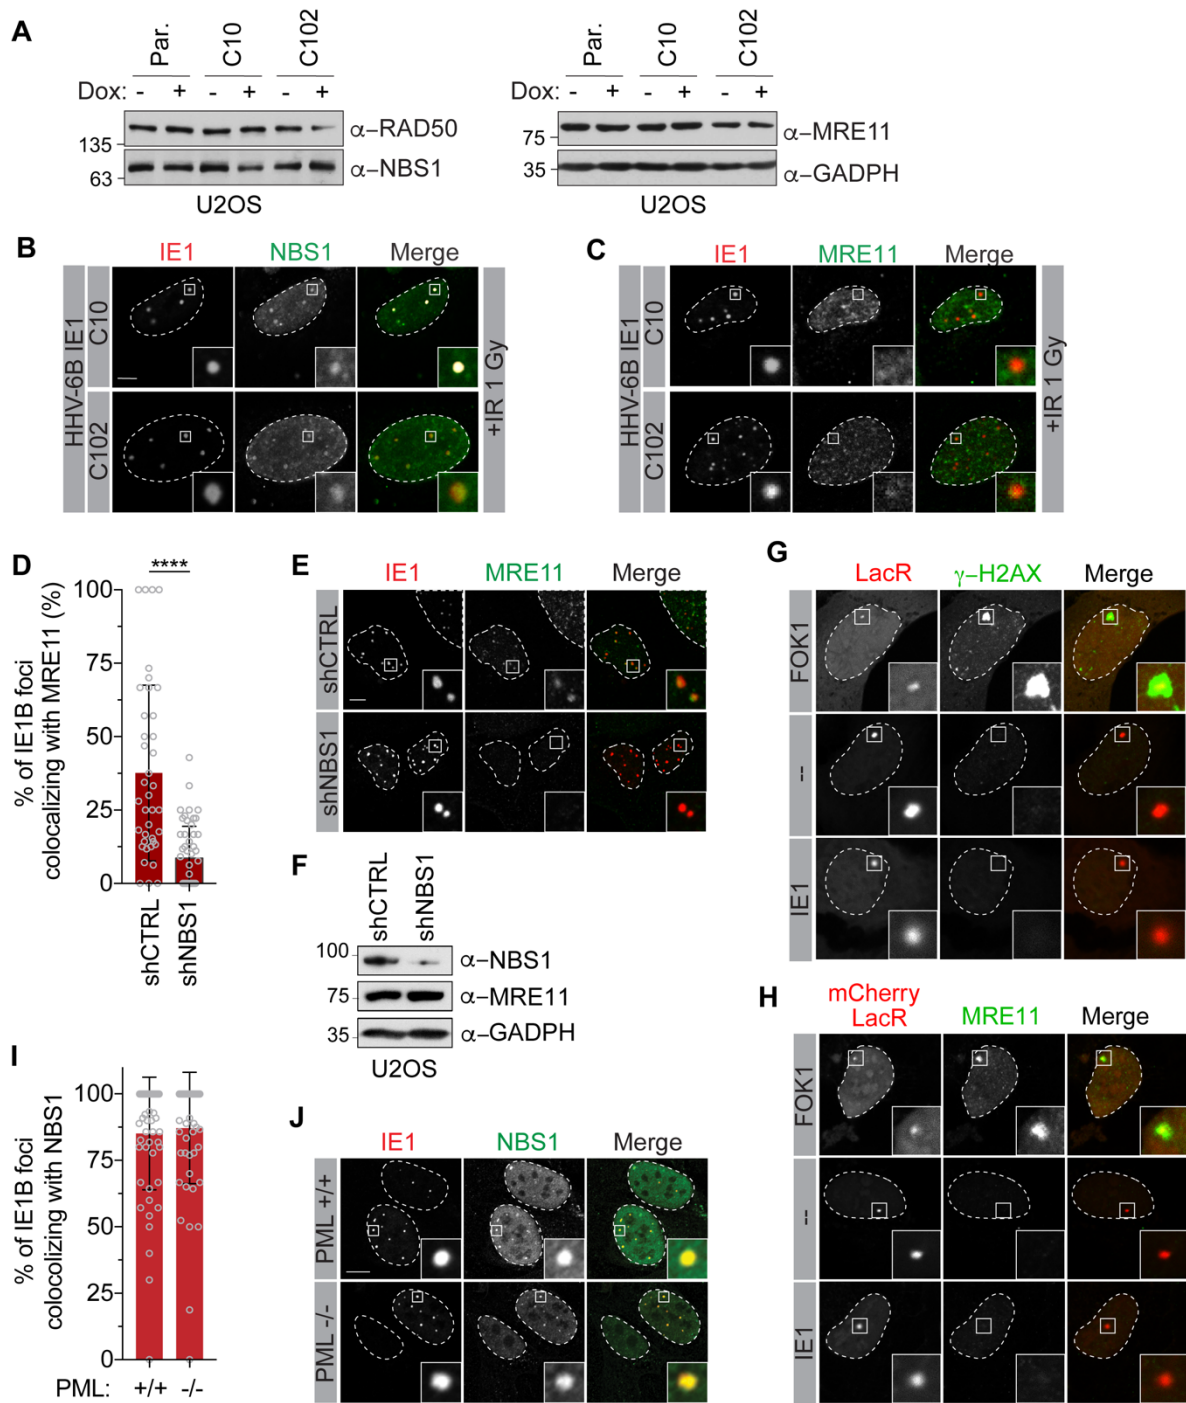 A
Par.
C10
C102
Dox: - + - + - +
135
α–RAD50
63
α–NBS1
U2OS
Par.
C10
C102
Dox: - + - + - +
75
α–MRE11
35
α–GADPH
U2OS
B
IE1 NBS1 Merge
HHV-6B IE1
C10
C102
+IR 1 Gy
C
IE1 MRE11 Merge
HHV-6B IE1
C10
C102
+IR 1 Gy
D
% of IE1B foci
colocalizing with MRE11 (%)
****
100
75
50
25
0
shCTRL
shNBS1
E
IE1 MRE11 Merge
shCTRL
shNBS1
F
shCTRL
shNBS1
100
α–NBS1
75
α–MRE11
35
α–GADPH
U2OS
G
LacR γ–H2AX Merge
FOK1
--
IE1
H
mCherry
LacR MRE11 Merge
FOK1
--
IE1
I
% of IE1B foci
colocolizing with NBS1
100
75
50
25
0
PML: +/+ -/-
J
IE1 NBS1 Merge
PML +/+
PML -/-